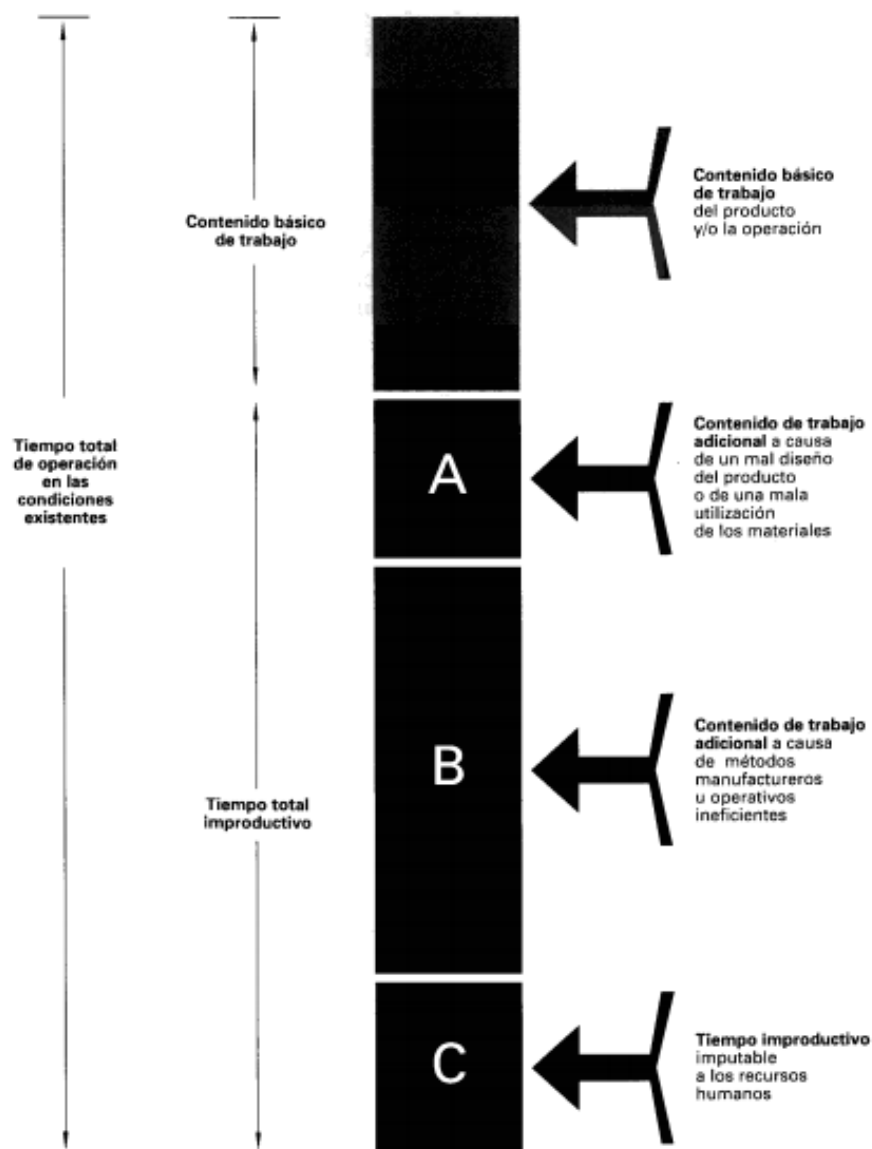 Contenido básico
de trabajo
Contenido básico
de trabajo
del producto
y/o la operación
Tiempo total
de operación
en las
condiciones
existentes
A
Contenido de trabajo
adicional a causa
de un mal diseño
del producto
o de una mala
utilización
de los materiales
Tiempo total
improductivo
B
Contenido de trabajo
adicional a causa
de métodos
manufactureros
u operativos
ineficientes
C
Tiempo improductivo
imputable
a los recursos
humanos